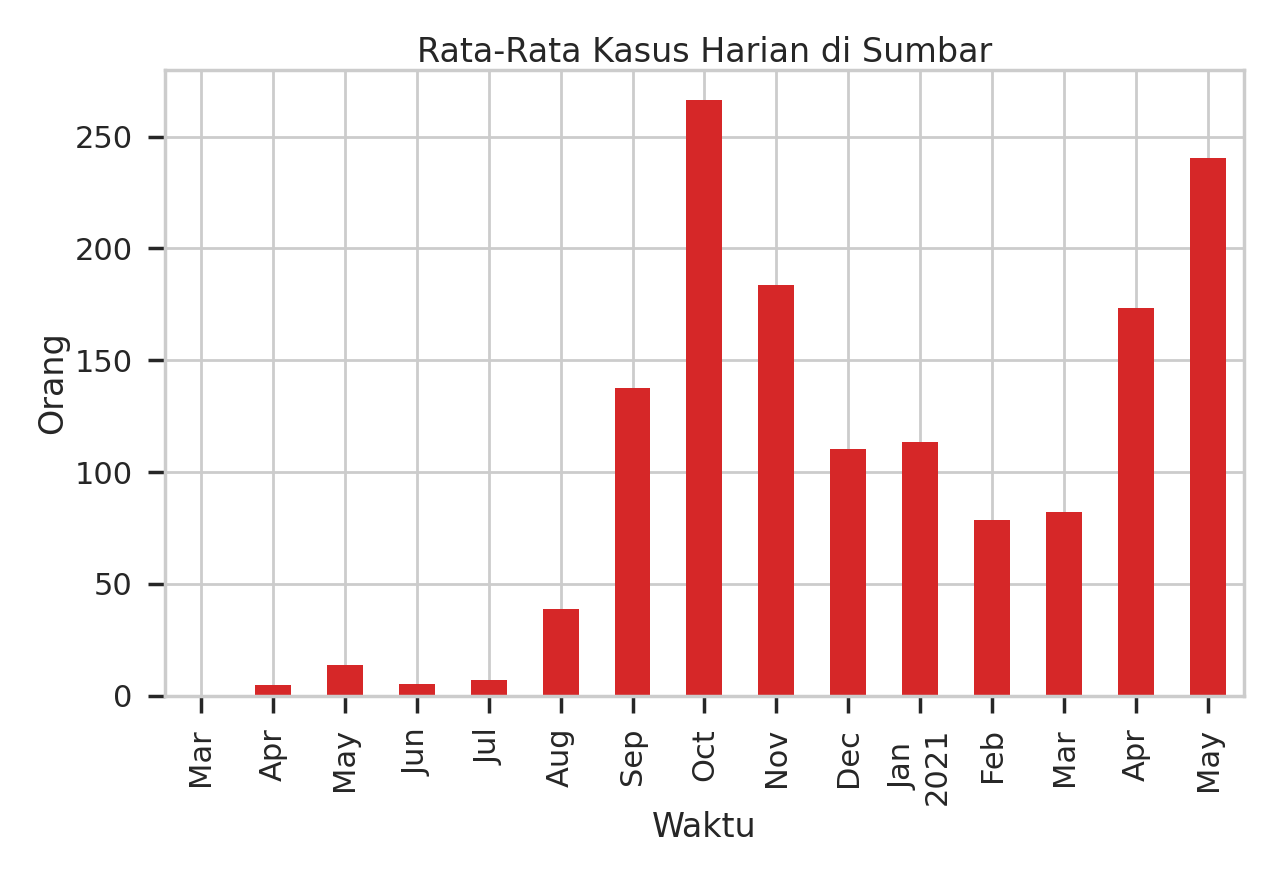 Rata-Rata Kasus Harian di Sumbar
250
200
150
100
50
0
Orang
Mar
Apr
May
Jun
Jul
Aug
Sep
Oct
Nov
Dec
Jan
2021
Feb
Mar
Apr
May
Waktu